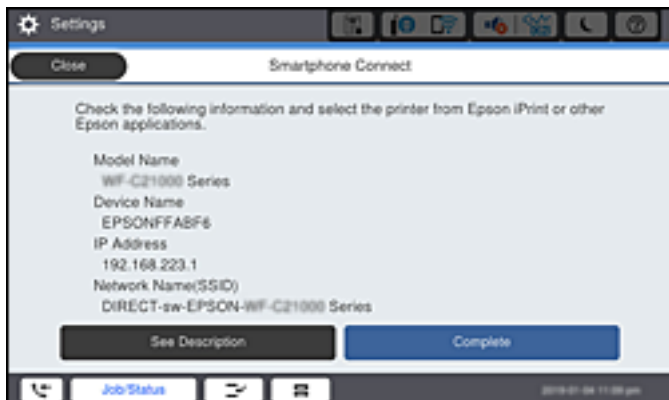 Settings
Close
Smartphone Connect
Check the following information and select the printer from Epson iPrint or other
Epson applications.
Model Name
WF-C21000 Series
Device Name
EPSONFFABF6
IP Address
192.168.223.1
Network Name(SSID)
DIRECT-sw-EPSON-WF-C21000 Series
See Description
Complete
Job/Status